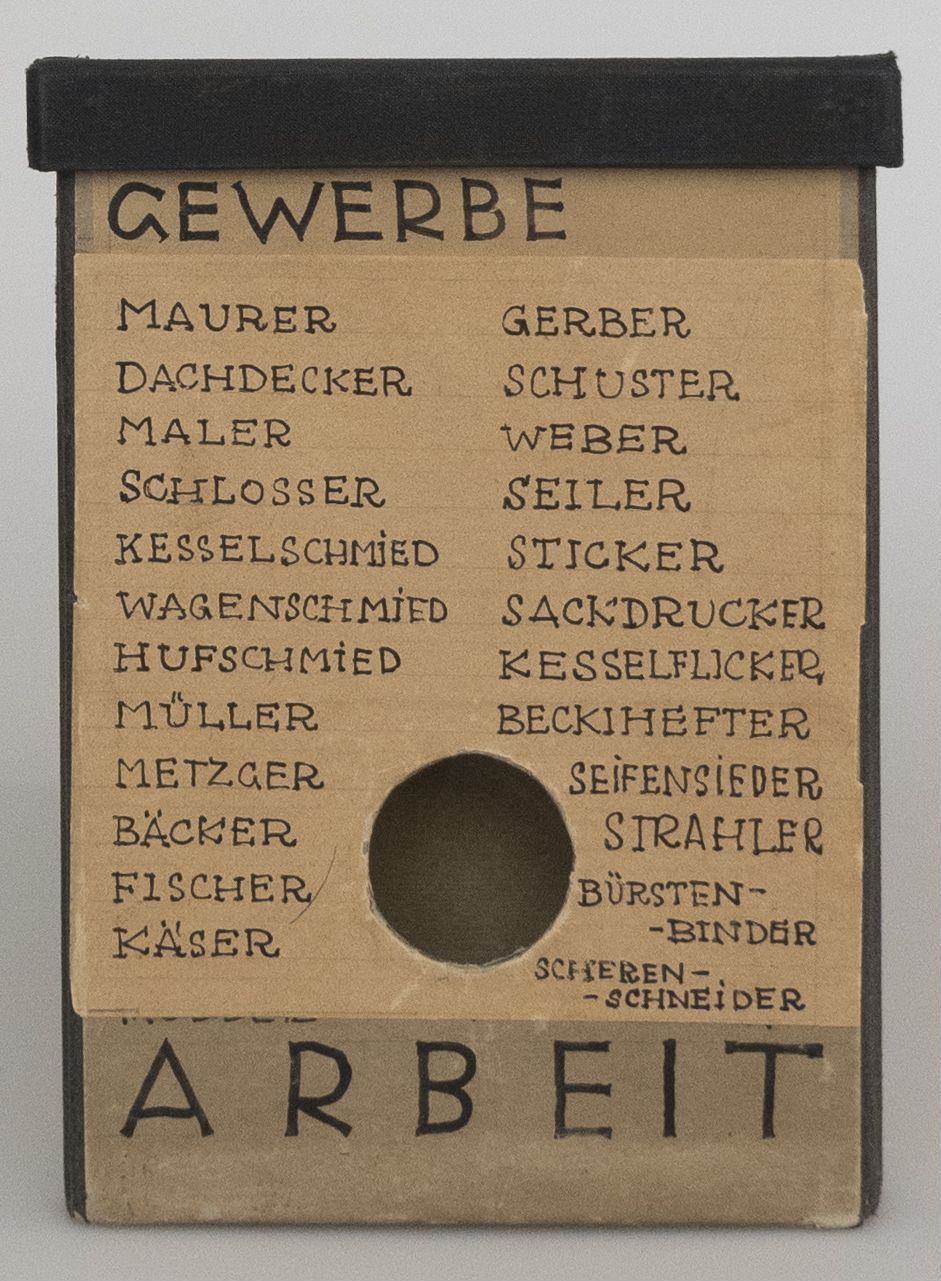 GEWERBE
MAURER
DACHDECKER
MALER
SCHLOSSER
KESSELSCHMiED
WAGENSCHMiED
HUFSCHMiED
MÜLLER
METZGER
BÄCKER
FISCHER
KÄSER
GERBER
SCHUSTER
WEBER
SEILER
STICKER
SACKDRUCKER
KESSELFLICKER
BECKIHEFTER
SEiFENSiEDER
STRAHLER
BÜRSTEN-
-BINDER
SCHEREN-
-SCHNEiDER
ARBEIT